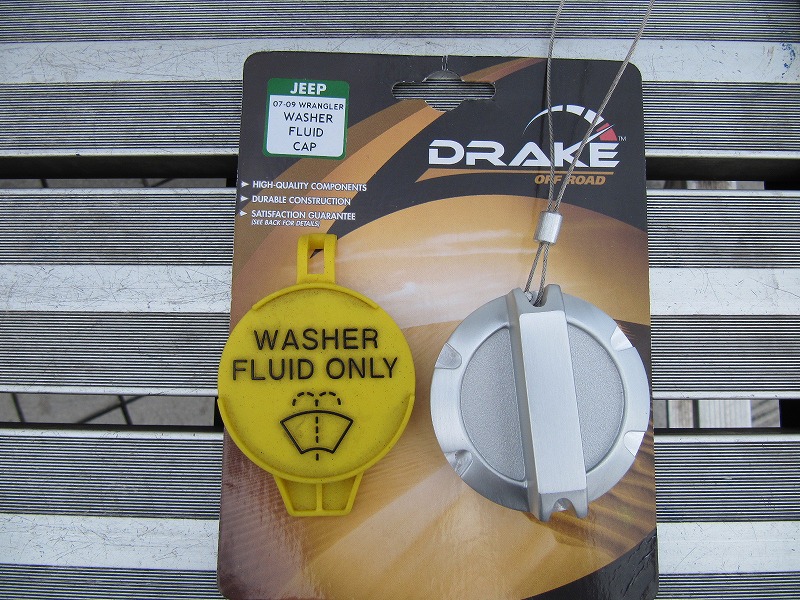 JEEP
07-09 WRANGLER
WASHER
FLUID
CAP
DRAKE™
OFF ROAD
► HIGH-QUALITY COMPONENTS
► DURABLE CONSTRUCTION
► SATISFACTION GUARANTEE
(SEE BACK FOR DETAILS)
WASHER
FLUID ONLY